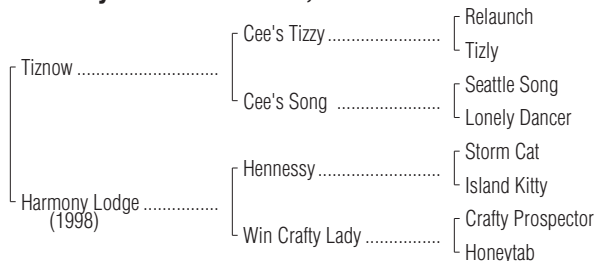 Relaunch
Cee's Tizzy
Tizly
Tiznow
Seattle Song
Cee's Song
Lonely Dancer
Storm Cat
Hennessy
Island Kitty
Harmony Lodge
(1998)
Crafty Prospector
Win Crafty Lady
Honeytab